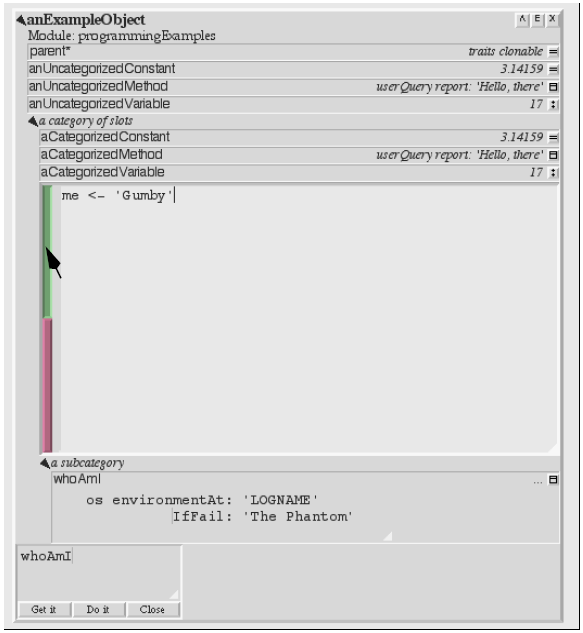 anExampleObject
Λ E X
Module: programmingExamples
parent* traits clonable =
anUncategorizedConstant 3.14159 =
anUncategorizedMethod userQuery report: 'Hello, there'
anUncategorizedVariable 17 :
a category of slots
aCategorizedConstant 3.14159 =
aCategorizedMethod userQuery report: 'Hello, there'
aCategorizedVariable 17 :
me <- 'Gumby'
a subcategory
whoAmI ...
os environmentAt: 'LOGNAME'
IfFail: 'The Phantom'
whoAmI
Get it Do it Close